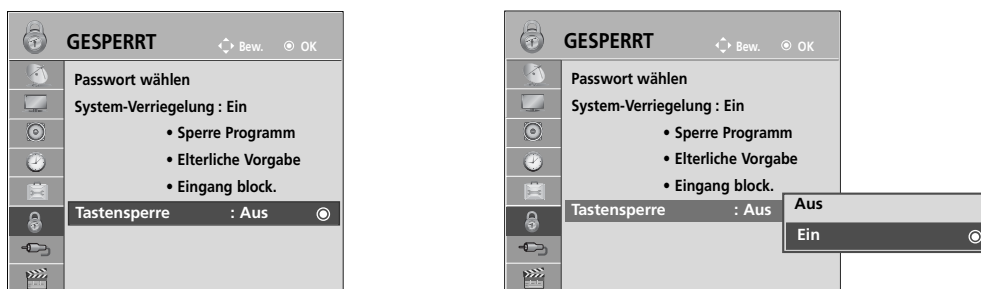 GESPERRT Bew. OK
Passwort wählen
System-Verriegelung : Ein
• Sperre Programm
• Elterliche Vorgabe
• Eingang block.
Tastensperre : Aus
GESPERRT Bew. OK
Passwort wählen
System-Verriegelung : Ein
• Sperre Programm
• Elterliche Vorgabe
• Eingang block.
Tastensperre : Aus
Aus
Ein